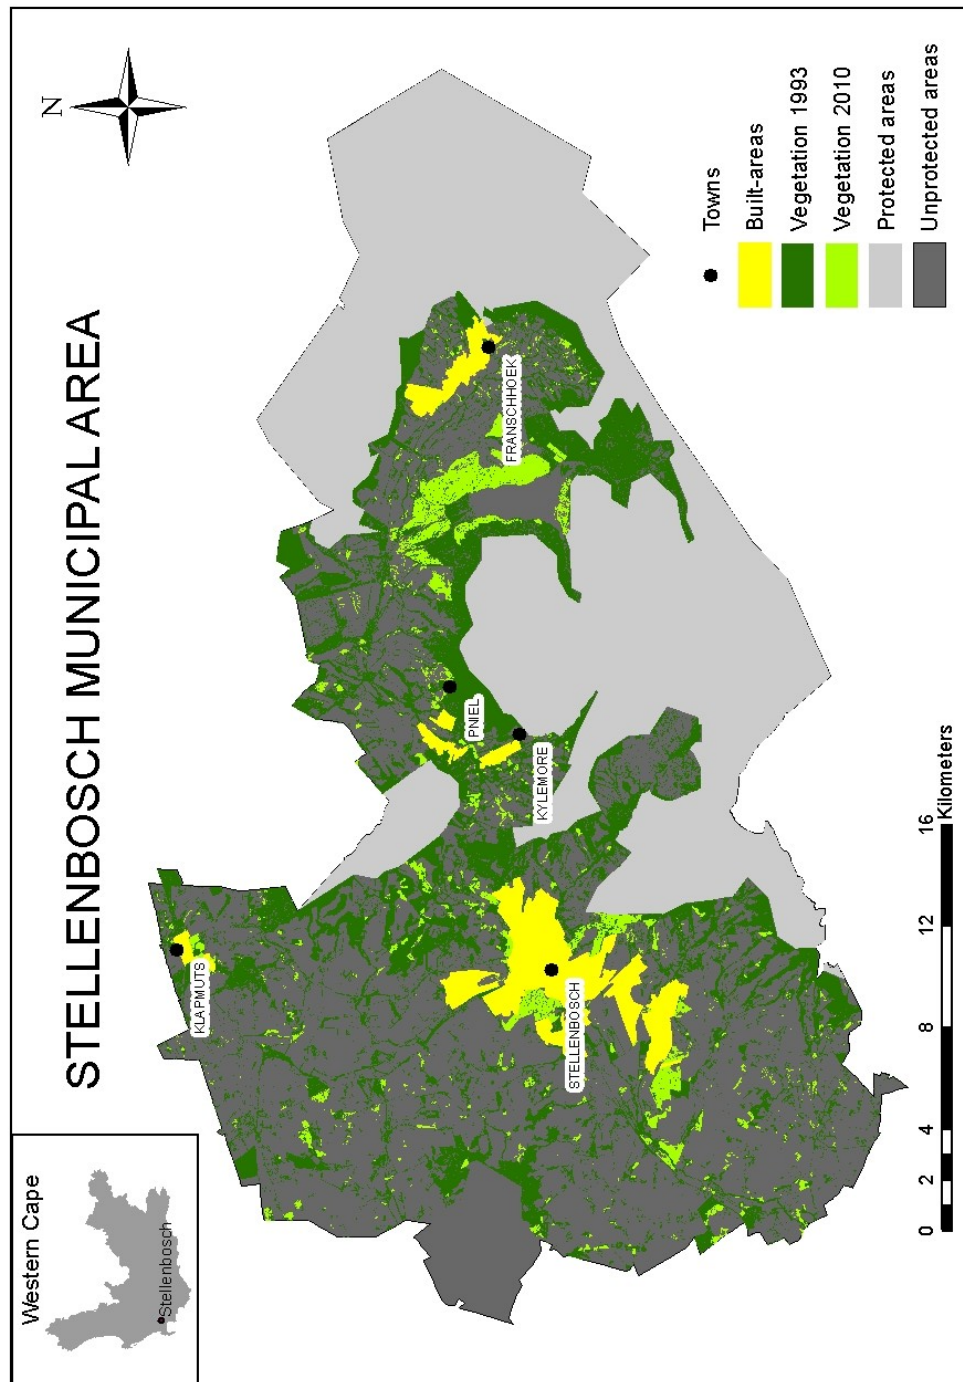 STELLENBOSCH MUNICIPAL AREA
N
Western Cape
Stellenbosch
KLAPMUTS
PNIEL
KYLEMORE
FRANSCHHOEK
STELLENBOSCH
Towns
Built-areas
Vegetation 1993
Vegetation 2010
Protected areas
Unprotected areas
0 2 4 8 12 16
Kilometers